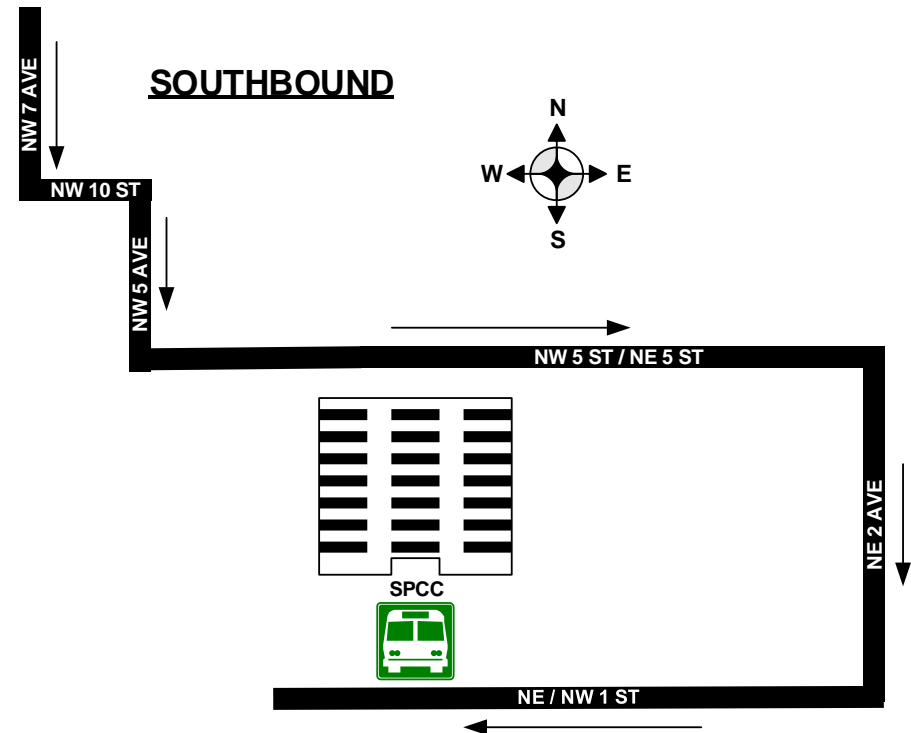 NW 7 AVE
SOUTHBOUND
N
W
E
S
NW 10 ST
NW 5 AVE
NW 5 ST / NE 5 ST
NE 2 AVE
SPCC
NE / NW 1 ST